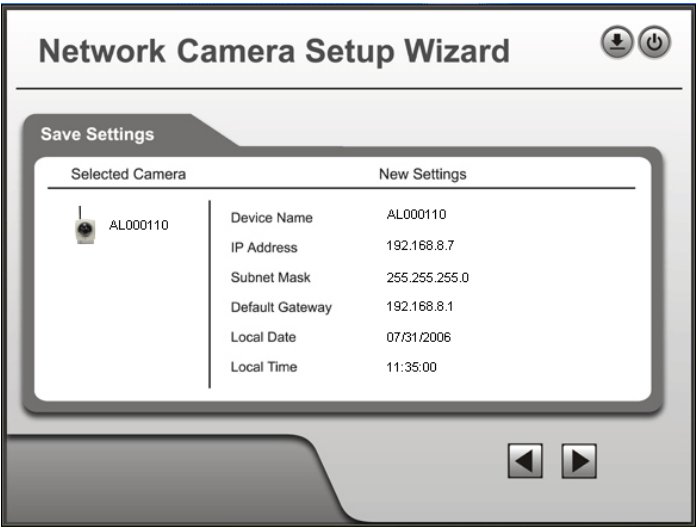 Network Camera Setup Wizard
Save Settings
Selected Camera
New Settings
AL000110
Device Name AL000110
IP Address 192.168.8.7
Subnet Mask 255.255.255.0
Default Gateway 192.168.8.1
Local Date 07/31/2006
Local Time 11:35:00